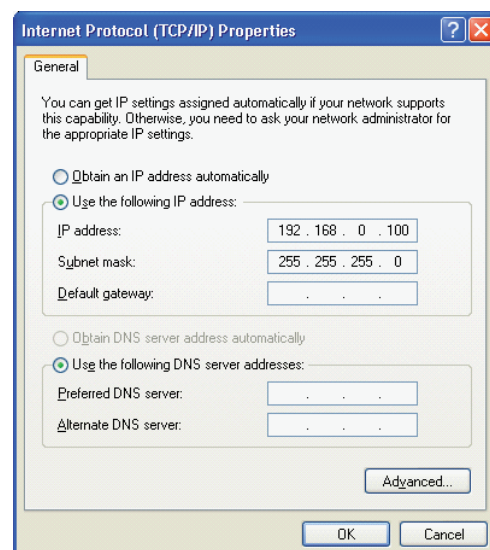 Internet Protocol (TCP/IP) Properties
General
You can get IP settings assigned automatically if your network supports
this capability. Otherwise, you need to ask your network administrator for
the appropriate IP settings.
Obtain an IP address automatically
Use the following IP address:
IP address: 192 . 168 . 0 . 100
Subnet mask: 255 . 255 . 255 . 0
Default gateway: . . .
Obtain DNS server address automatically
Use the following DNS server addresses:
Preferred DNS server: . . .
Alternate DNS server: . . .
Advanced...
OK Cancel